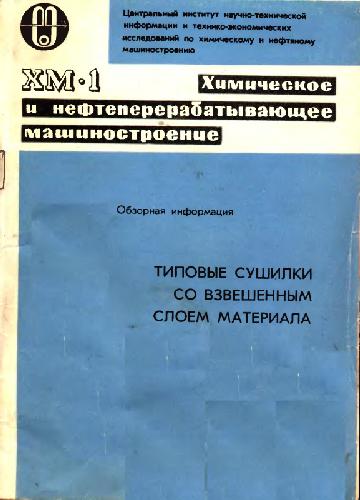 Центральный институт научно-технической
информации и технико-экономических
исследований по химическому и нефтяному
машиностроению
ХМ·1 Химическое
и нефтеперерабатывающее
машиностроение
Обзорная информация
ТИПОВЫЕ СУШИЛКИ
СО ВЗВЕШЕННЫМ
СЛОЕМ МАТЕРИАЛА